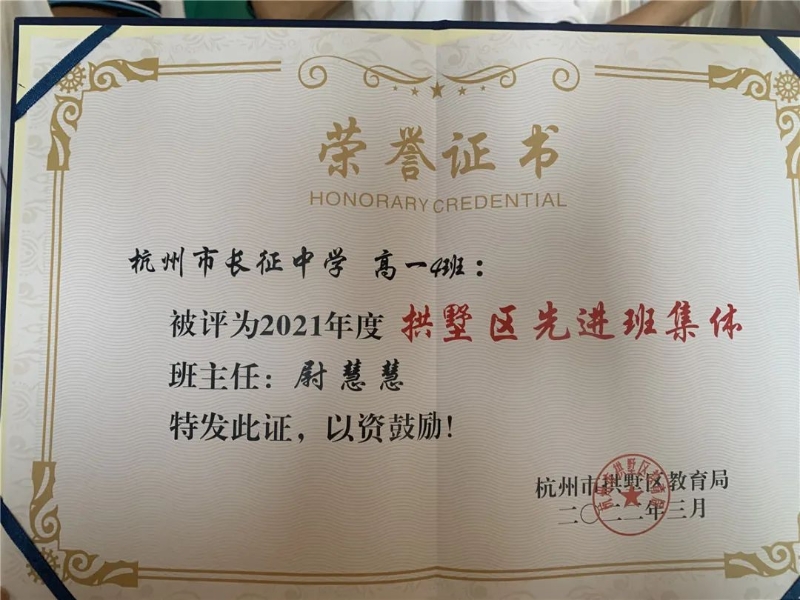 荣誉证书
HONORARY CREDENTIAL
杭州市长征中学 高一4班：
被评为2021年度 拱墅区先进班集体
班主任：尉慧慧
特发此证，以资鼓励！
杭州市拱墅区教育局
二〇二二年三月